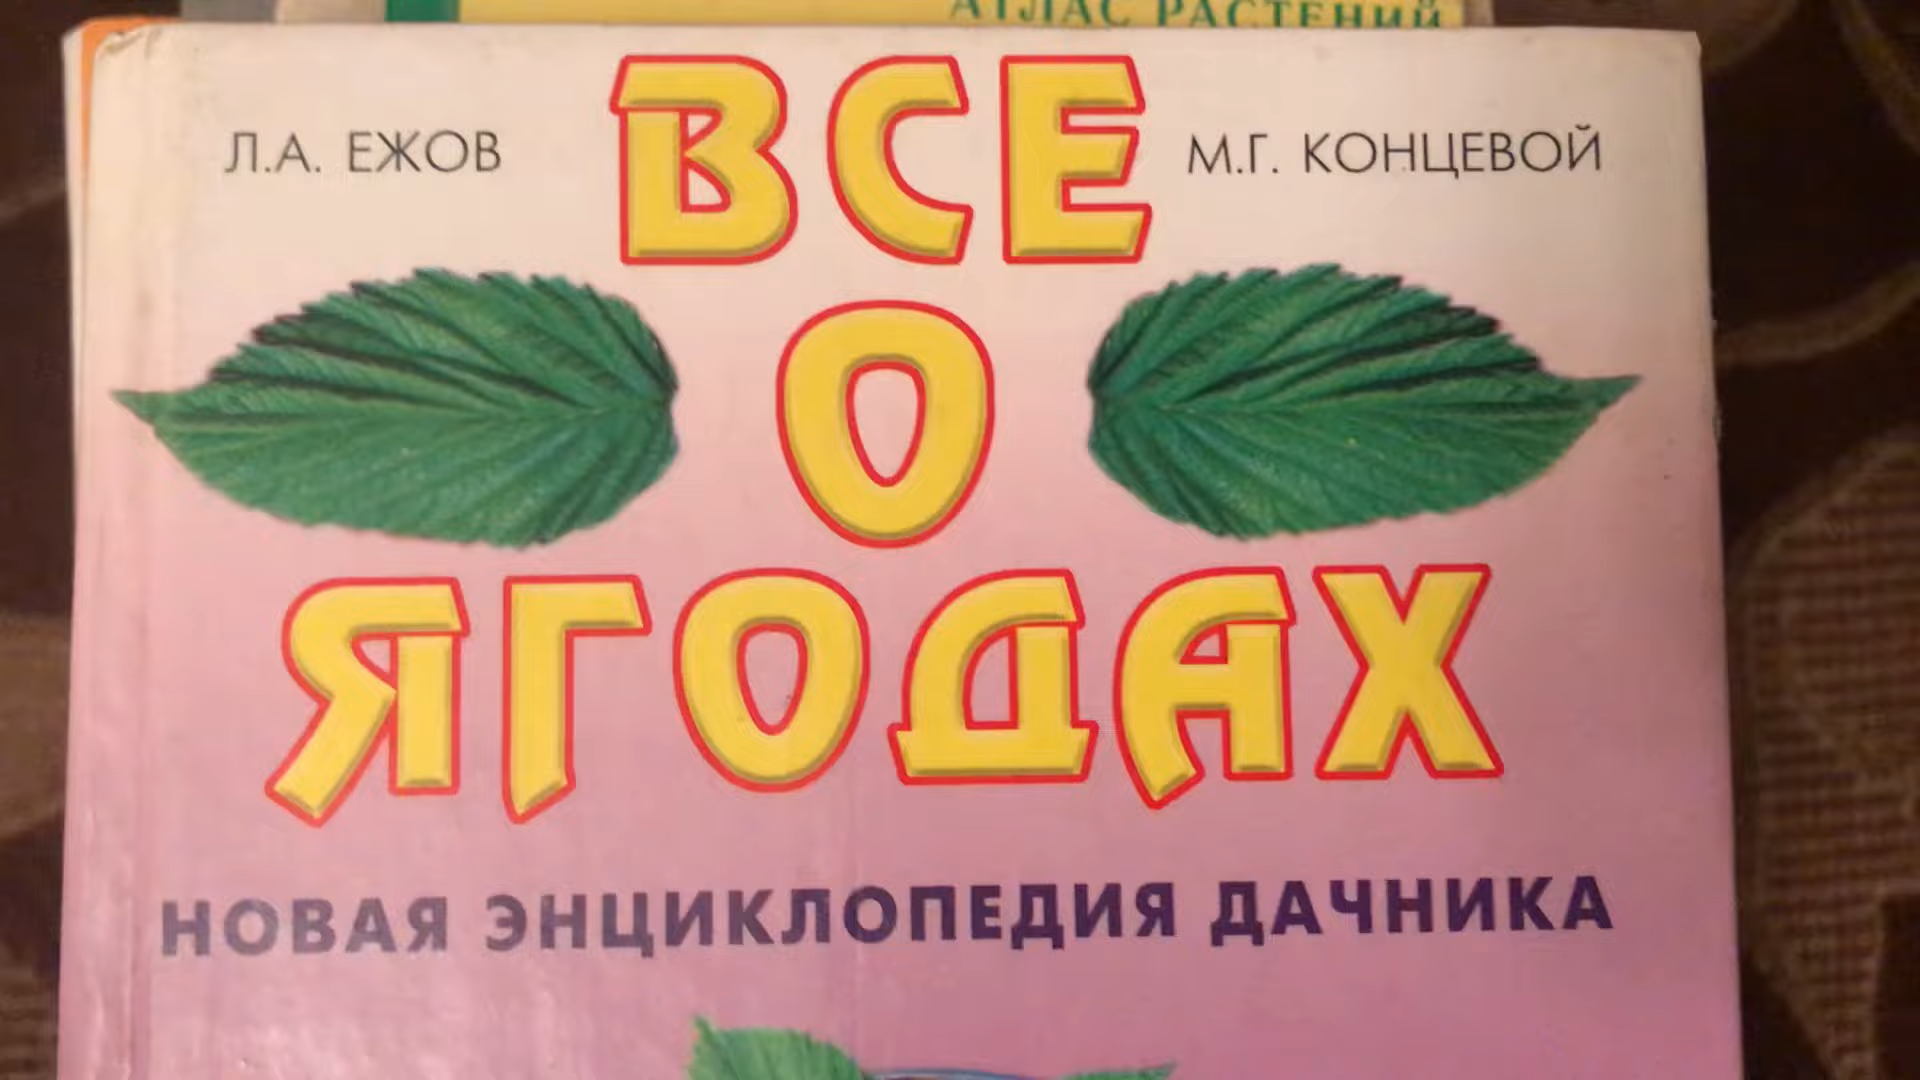 АТЛАС РАСТЕНИЙ
Л.А. ЕЖОВ ВСЕ М.Г. КОНЦЕВОЙ
О
ЯГОДАХ
НОВАЯ ЭНЦИКЛОПЕДИЯ ДАЧНИКА